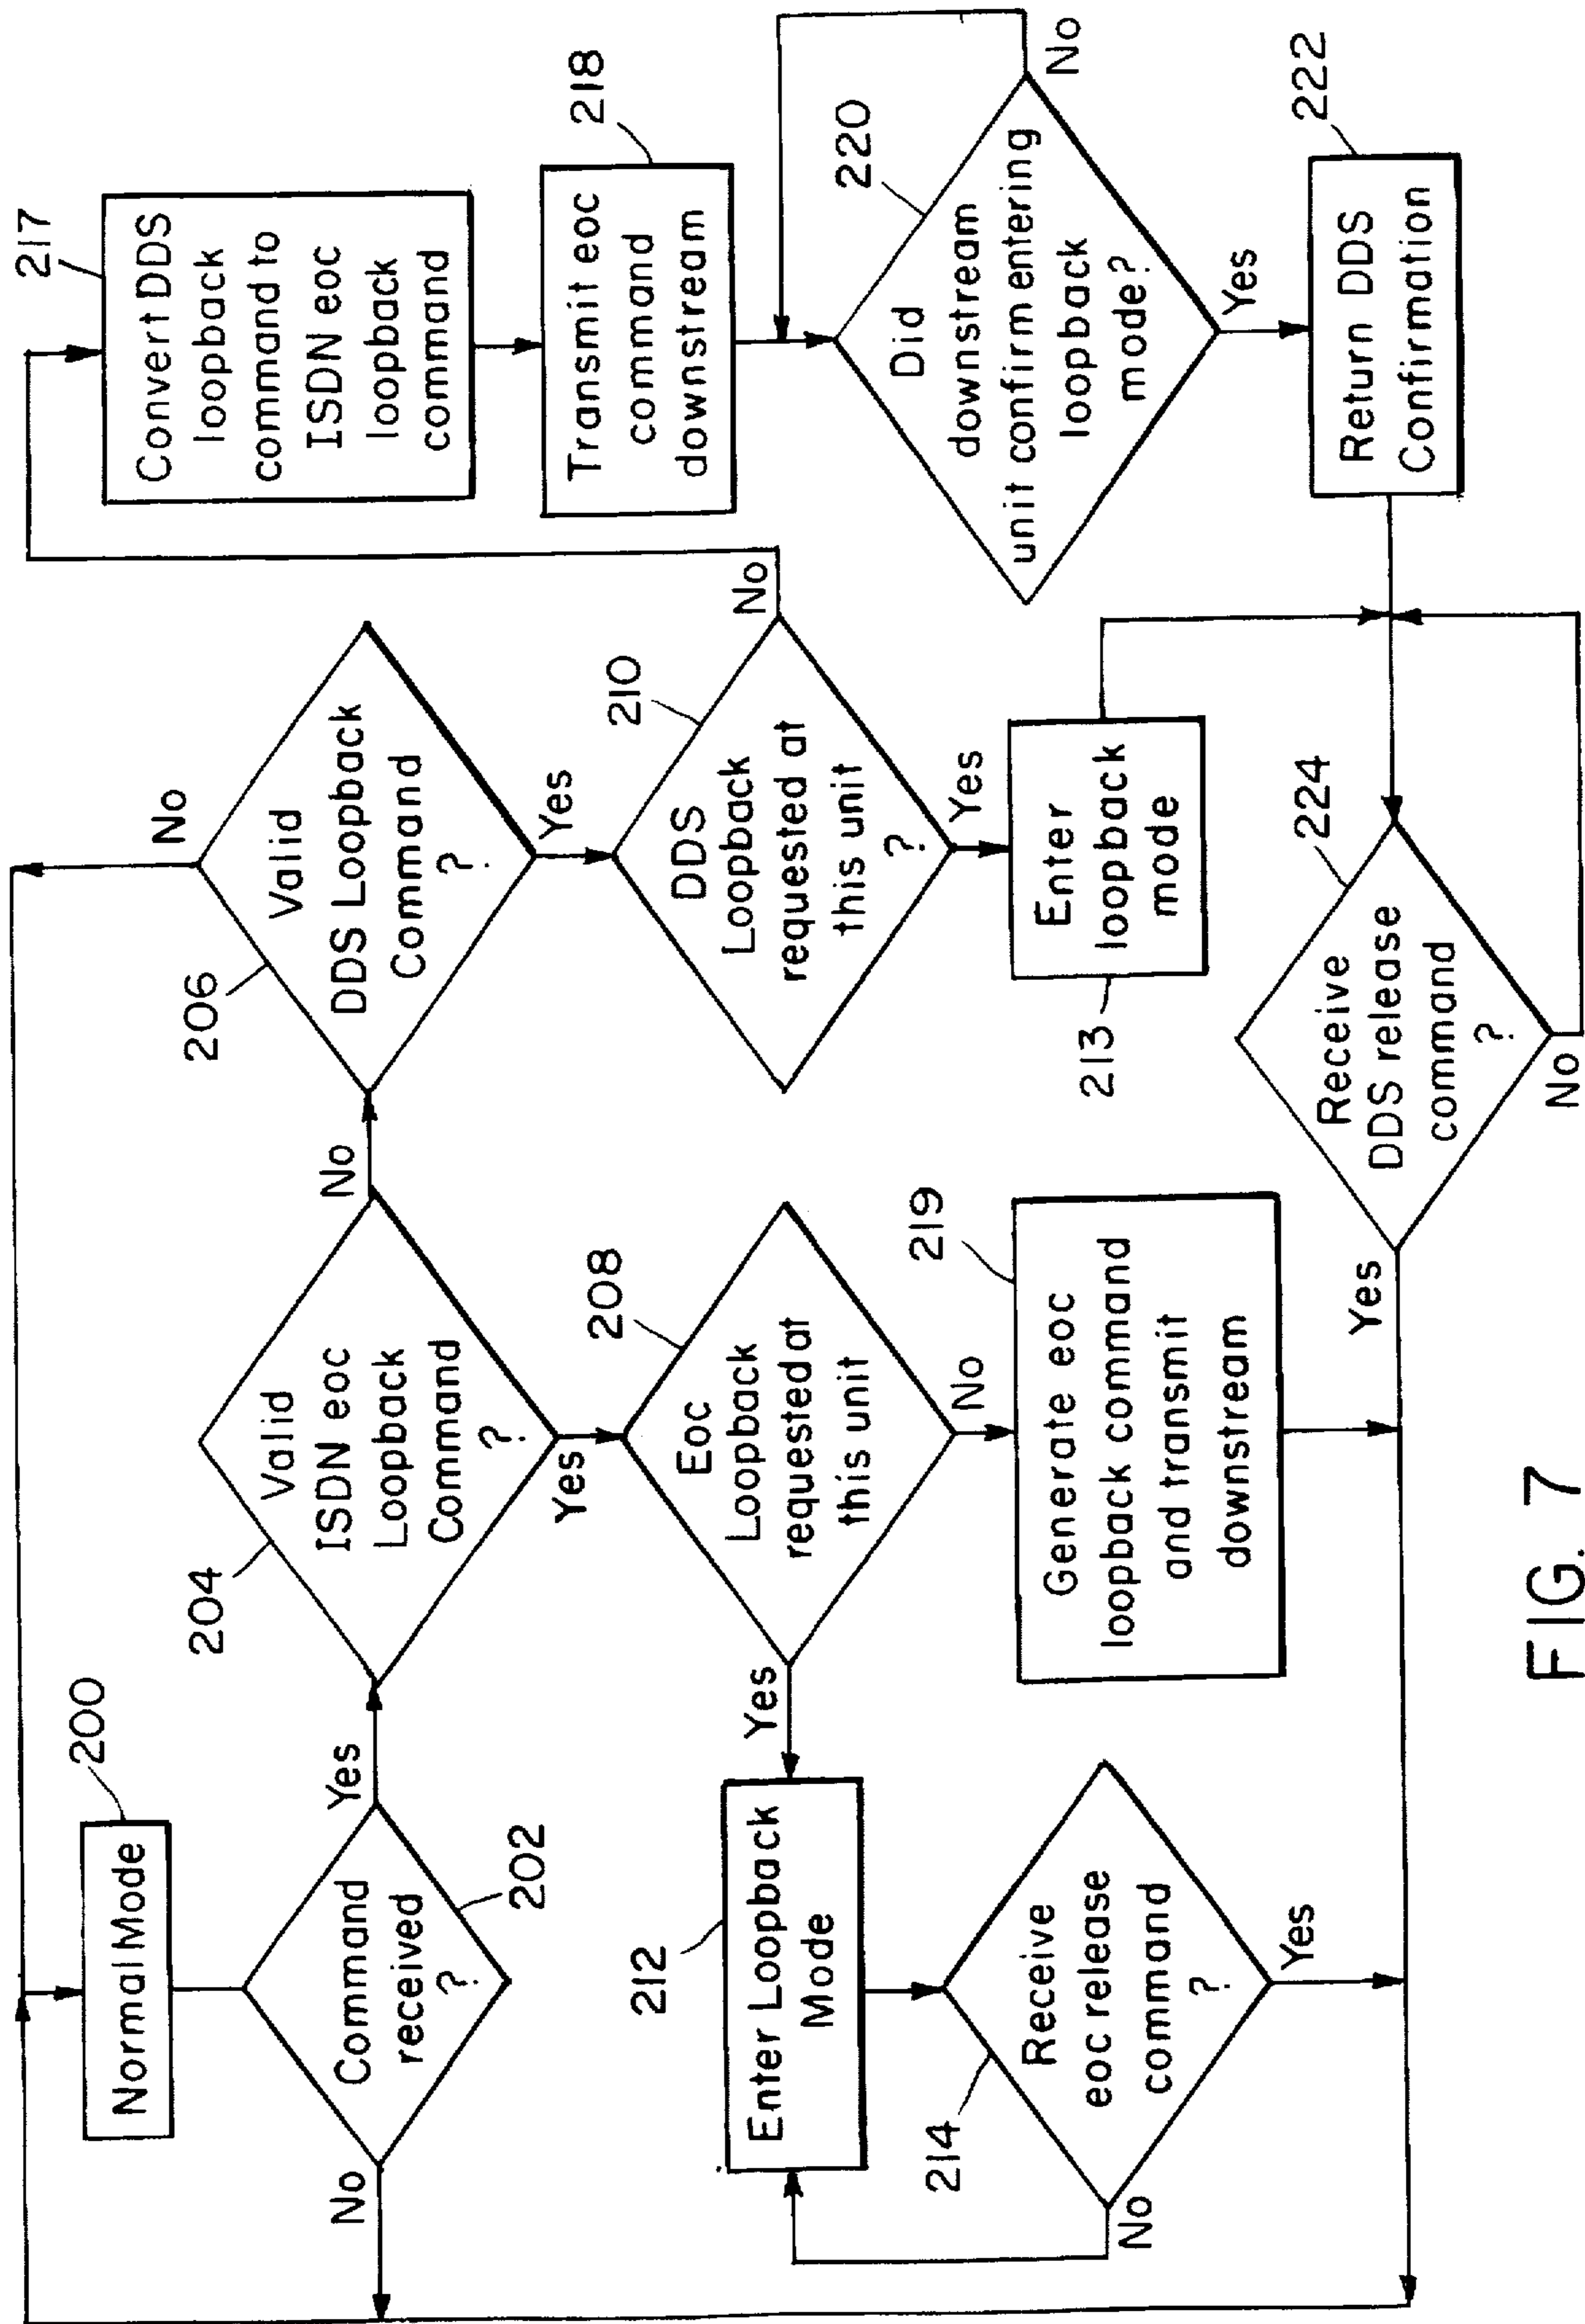 200
Normal Mode
Command
received
?
202
Yes
No
204
Valid
ISDN eoc
Loopback
Command
?
No
Yes
206
Valid
DDS Loopback
Command
?
No
Yes
208
Eoc
Loopback
requested at
this unit
Yes
No
210
DDS
Loopback
requested at
this unit
?
No
Yes
212
Enter Loopback
Mode
214
Receive
eoc release
command
?
No
Yes
219
Generate eoc
loopback command
and transmit
downstream
213
Enter
loopback
mode
217
Convert DDS
loopback
command to
ISDN eoc
loopback
command
218
Transmit eoc
command
downstream
220
Did
downstream
unit confirm entering
loopback
mode?
No
Yes
222
Return DDS
Confirmation
224
Receive
DDS release
command
?
Yes
No
FIG. 7